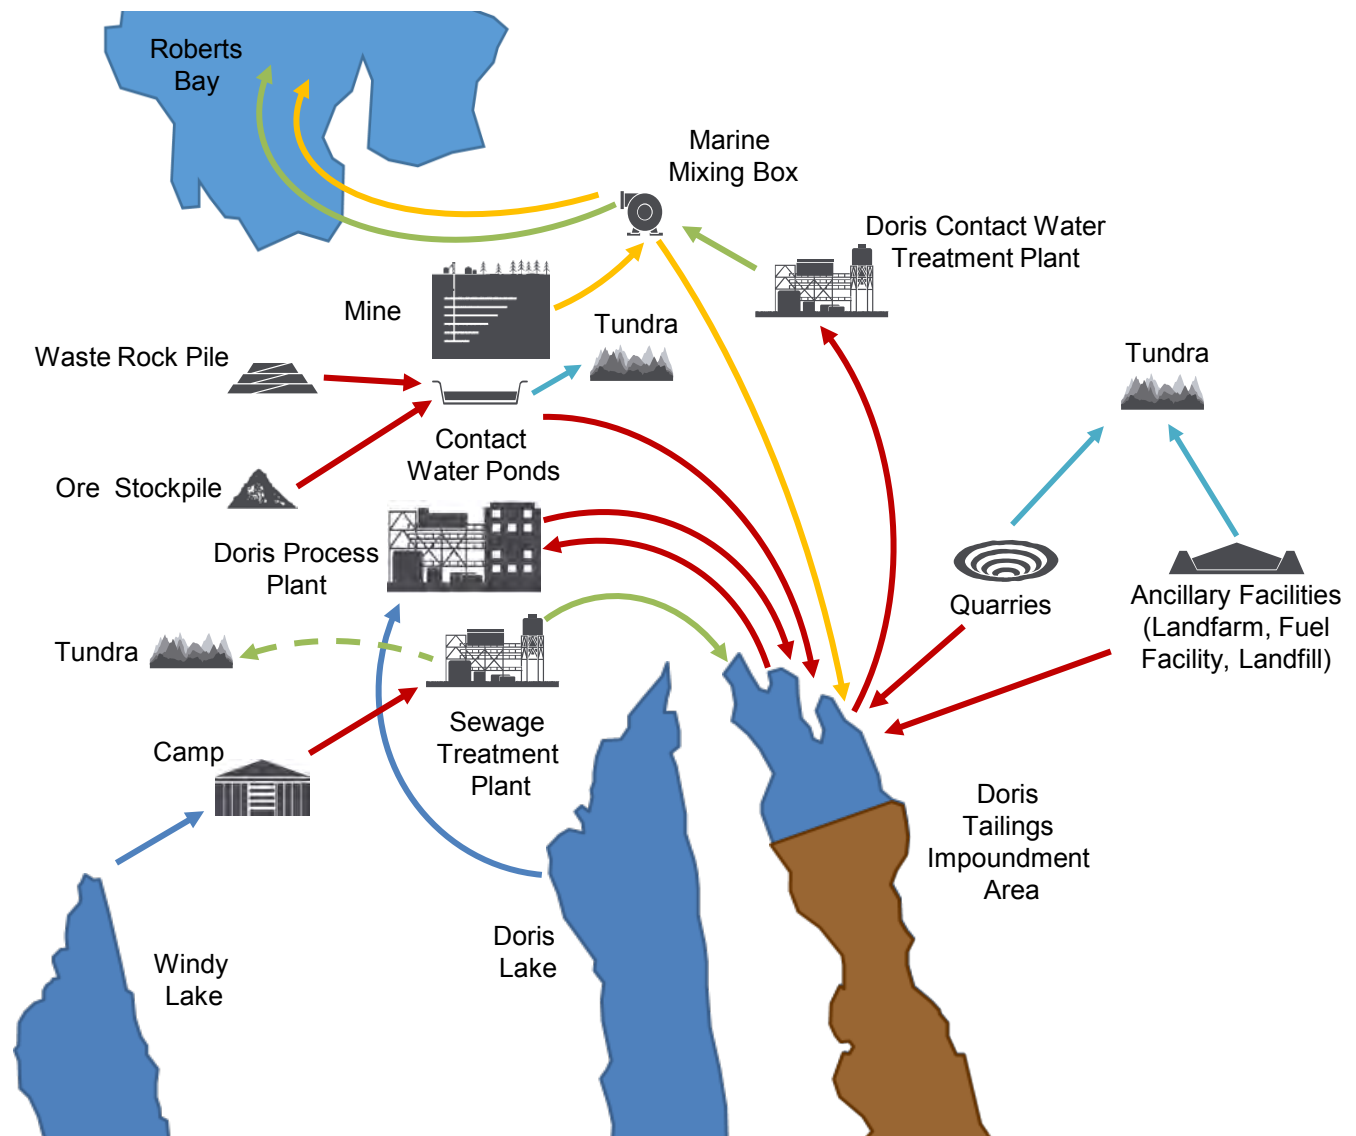 Roberts
Bay
Marine
Mixing Box
Doris Contact Water
Treatment Plant
Mine
Tundra
Waste Rock Pile
Tundra
Contact
Water Ponds
Ore Stockpile
Doris Process
Plant
Quarries
Ancillary Facilities
(Landfarm, Fuel
Facility, Landfill)
Tundra
Sewage
Treatment
Plant
Camp
Doris
Tailings
Impoundment
Area
Doris
Lake
Windy
Lake